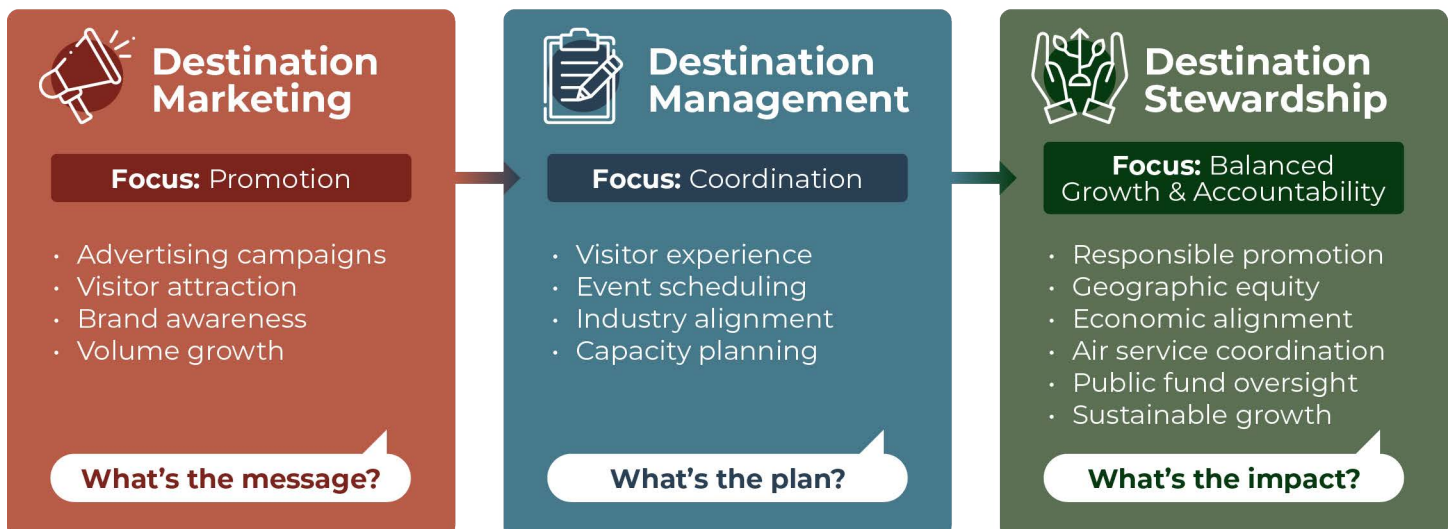 Destination
Marketing
Focus: Promotion
· Advertising campaigns
· Visitor attraction
· Brand awareness
· Volume growth
What's the message?
Destination
Management
Focus: Coordination
· Visitor experience
· Event scheduling
· Industry alignment
· Capacity planning
What's the plan?
Destination
Stewardship
Focus: Balanced
Growth & Accountability
· Responsible promotion
· Geographic equity
· Economic alignment
· Air service coordination
· Public fund oversight
· Sustainable growth
What's the impact?